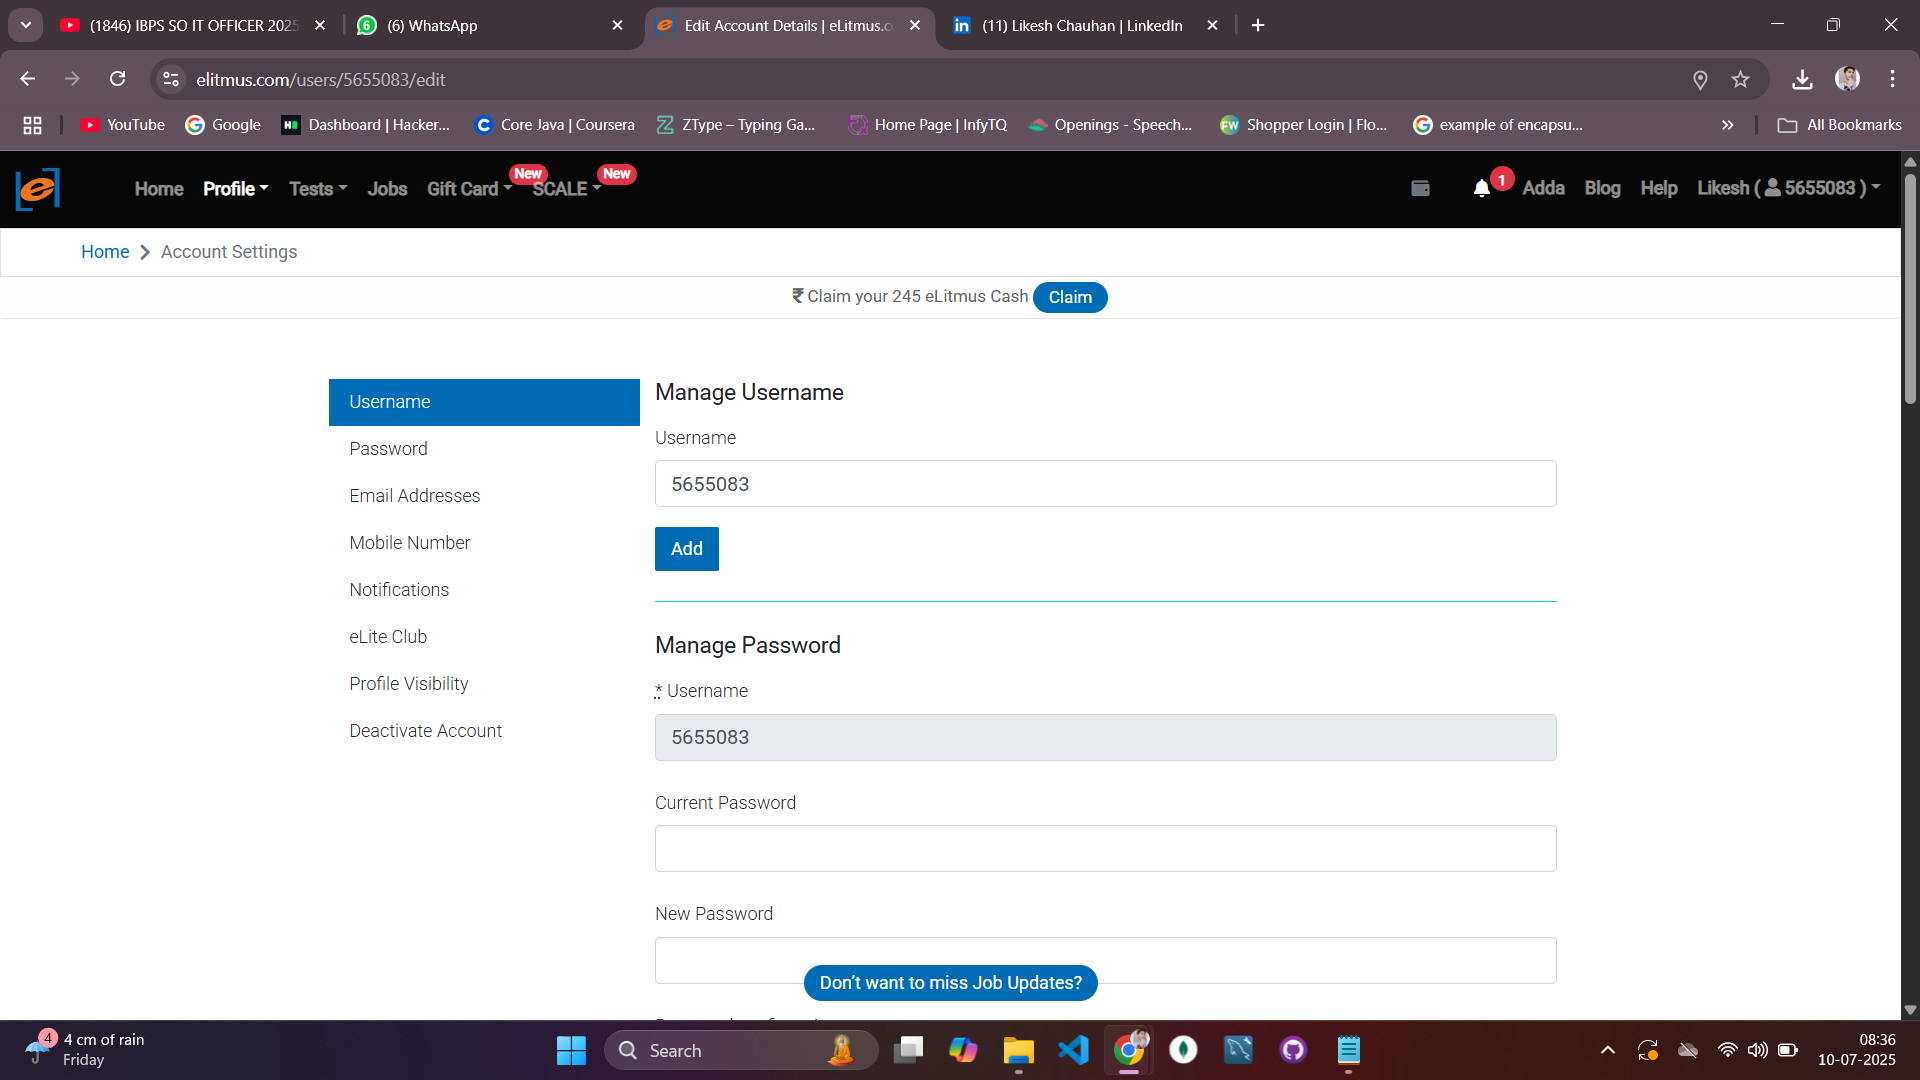 (1846) IBPS SO IT OFFICER 2025
6 (6) WhatsApp
Edit Account Details | eLitmus.c
in (11) Likesh Chauhan | LinkedIn
elitmus.com/users/5655083/edit
YouTube
Google
Dashboard | Hacker...
Core Java | Coursera
ZType – Typing Ga...
Home Page | InfyTQ
Openings - Speech...
FW Shopper Login | Flo...
example of encapsu...
All Bookmarks
Home
Profile
Tests
Jobs
Gift Card New
SCALE New
1
Adda
Blog
Help
Likesh ( 5655083 )
Home > Account Settings
₹ Claim your 245 eLitmus Cash Claim
Username
Password
Email Addresses
Mobile Number
Notifications
eLite Club
Profile Visibility
Deactivate Account
Manage Username
Username
5655083
Add
Manage Password
* Username
5655083
Current Password
New Password
Don't want to miss Job Updates?
4
4 cm of rain
Friday
Search
08:36
10-07-2025